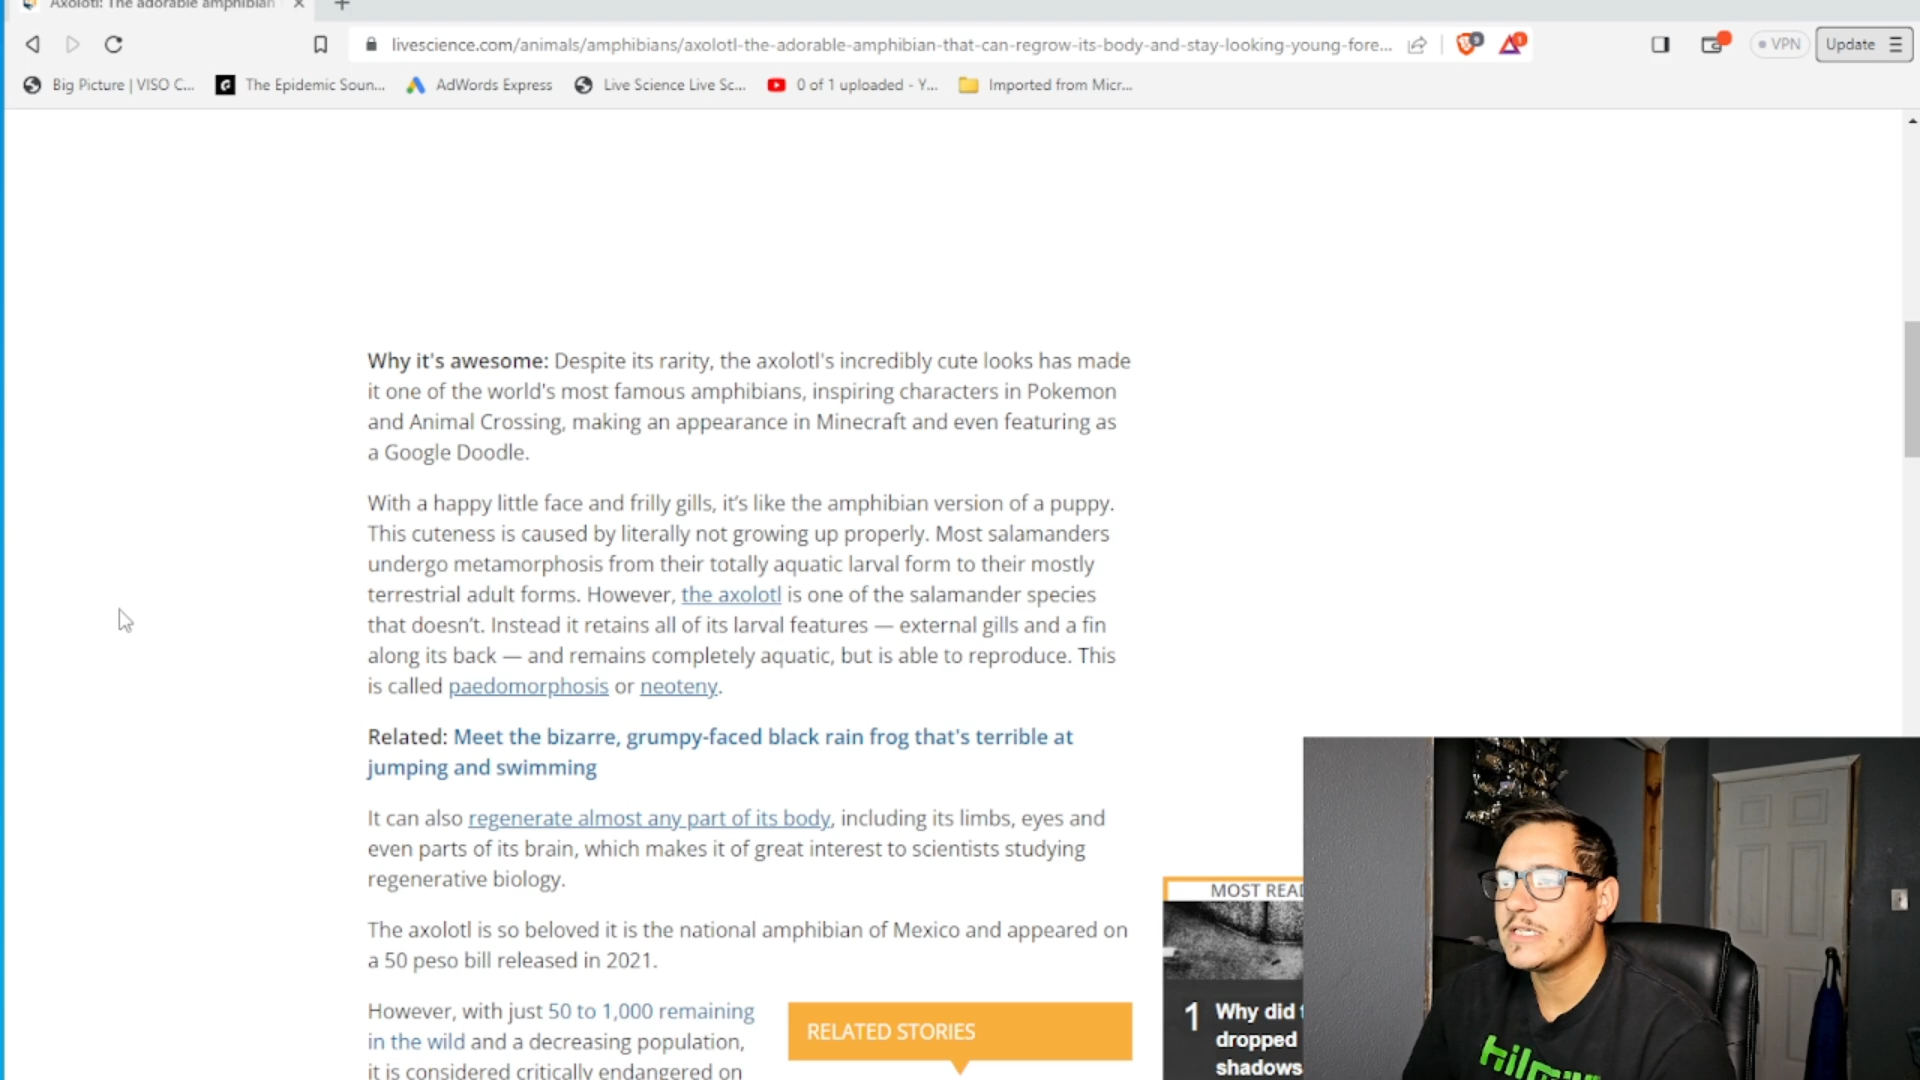 Axolotl: The adorable amphibian
livescience.com/animals/amphibians/axolotl-the-adorable-amphibian-that-can-regrow-its-body-and-stay-looking-young-fore...
VPN
Update
Big Picture | VISO C...
The Epidemic Soun...
AdWords Express
Live Science Live Sc...
0 of 1 uploaded - Y...
Imported from Micr...
Why it's awesome: Despite its rarity, the axolotl's incredibly cute looks has made
it one of the world's most famous amphibians, inspiring characters in Pokemon
and Animal Crossing, making an appearance in Minecraft and even featuring as
a Google Doodle.
With a happy little face and frilly gills, it's like the amphibian version of a puppy.
This cuteness is caused by literally not growing up properly. Most salamanders
undergo metamorphosis from their totally aquatic larval form to their mostly
terrestrial adult forms. However, the axolotl is one of the salamander species
that doesn't. Instead it retains all of its larval features — external gills and a fin
along its back — and remains completely aquatic, but is able to reproduce. This
is called paedomorphosis or neoteny.
Related: Meet the bizarre, grumpy-faced black rain frog that's terrible at
jumping and swimming
It can also regenerate almost any part of its body, including its limbs, eyes and
even parts of its brain, which makes it of great interest to scientists studying
regenerative biology.
The axolotl is so beloved it is the national amphibian of Mexico and appeared on
a 50 peso bill released in 2021.
However, with just 50 to 1,000 remaining
in the wild and a decreasing population,
it is considered critically endangered on
RELATED STORIES
MOST READ
1 Why did
dropped
shadows